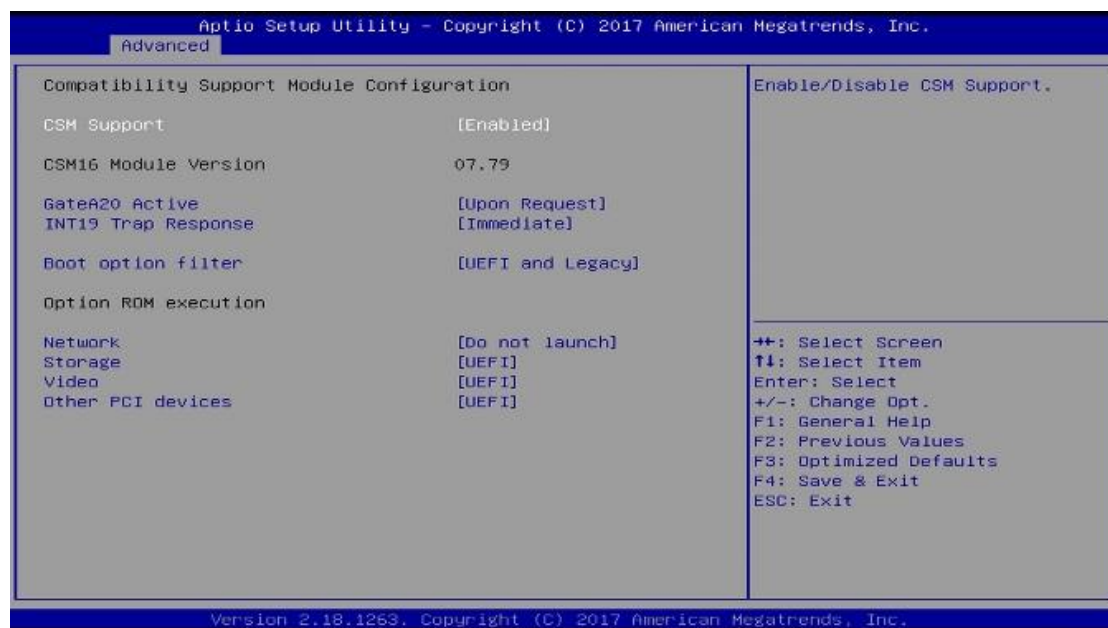 Aptio Setup Utility - Copyright (C) 2017 American Megatrends, Inc.
Advanced
Compatibility Support Module Configuration
CSM Support [Enabled]
CSM16 Module Version 07.79
GateA20 Active [Upon Request]
INT19 Trap Response [Immediate]
Boot option filter [UEFI and Legacy]
Option ROM execution
Network [Do not launch]
Storage [UEFI]
Video [UEFI]
Other PCI devices [UEFI]
Enable/Disable CSM Support.
→←: Select Screen
↑↓: Select Item
Enter: Select
+/-: Change Opt.
F1: General Help
F2: Previous Values
F3: Optimized Defaults
F4: Save & Exit
ESC: Exit
Version 2.18.1263. Copyright (C) 2017 American Megatrends, Inc.